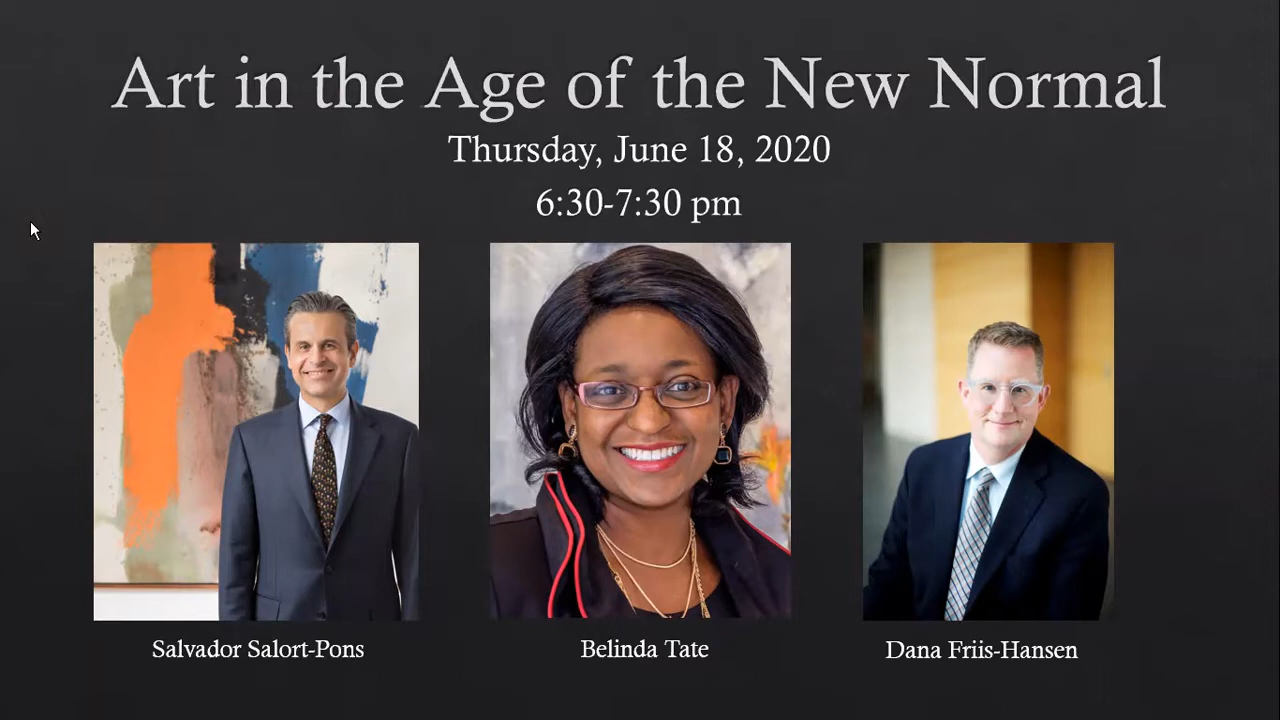 Art in the Age of the New Normal
Thursday, June 18, 2020
6:30-7:30 pm
Salvador Salort-Pons
Belinda Tate
Dana Friis-Hansen